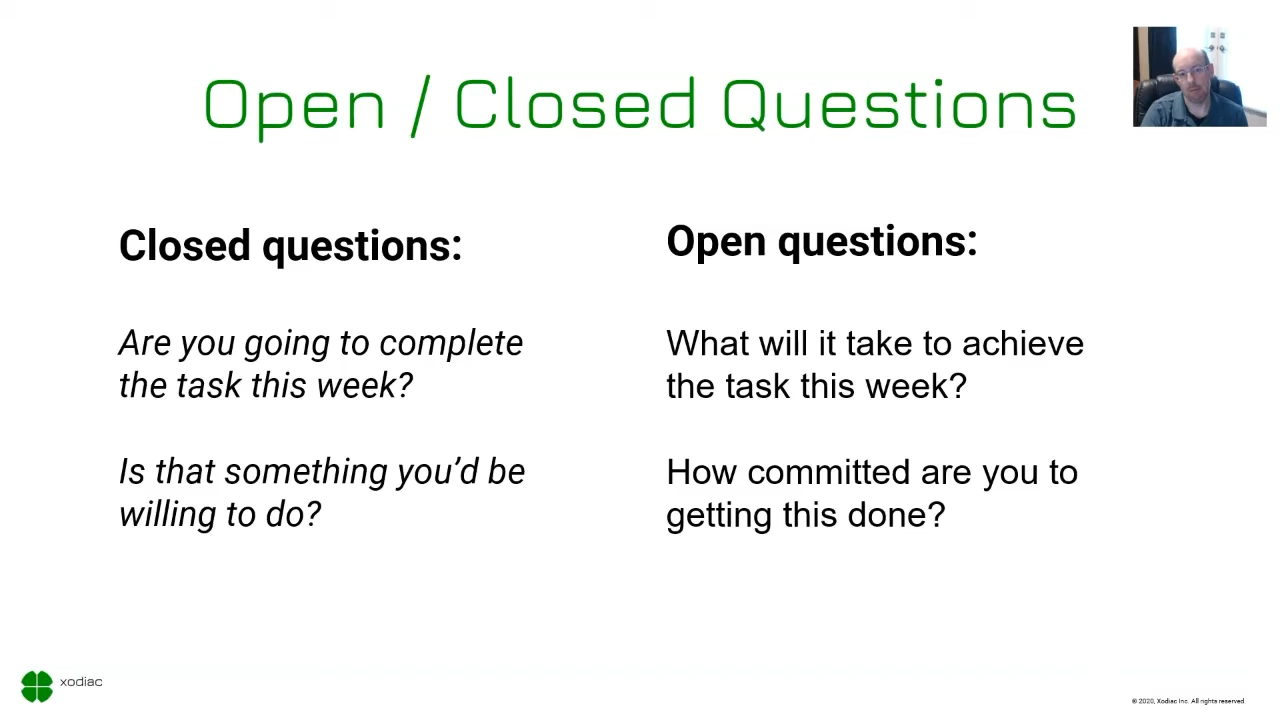 Open / Closed Questions
Closed questions:
Are you going to complete
the task this week?
Is that something you’d be
willing to do?
Open questions:
What will it take to achieve
the task this week?
How committed are you to
getting this done?
xodiac
© 2020, Xodiac Inc. All rights reserved.